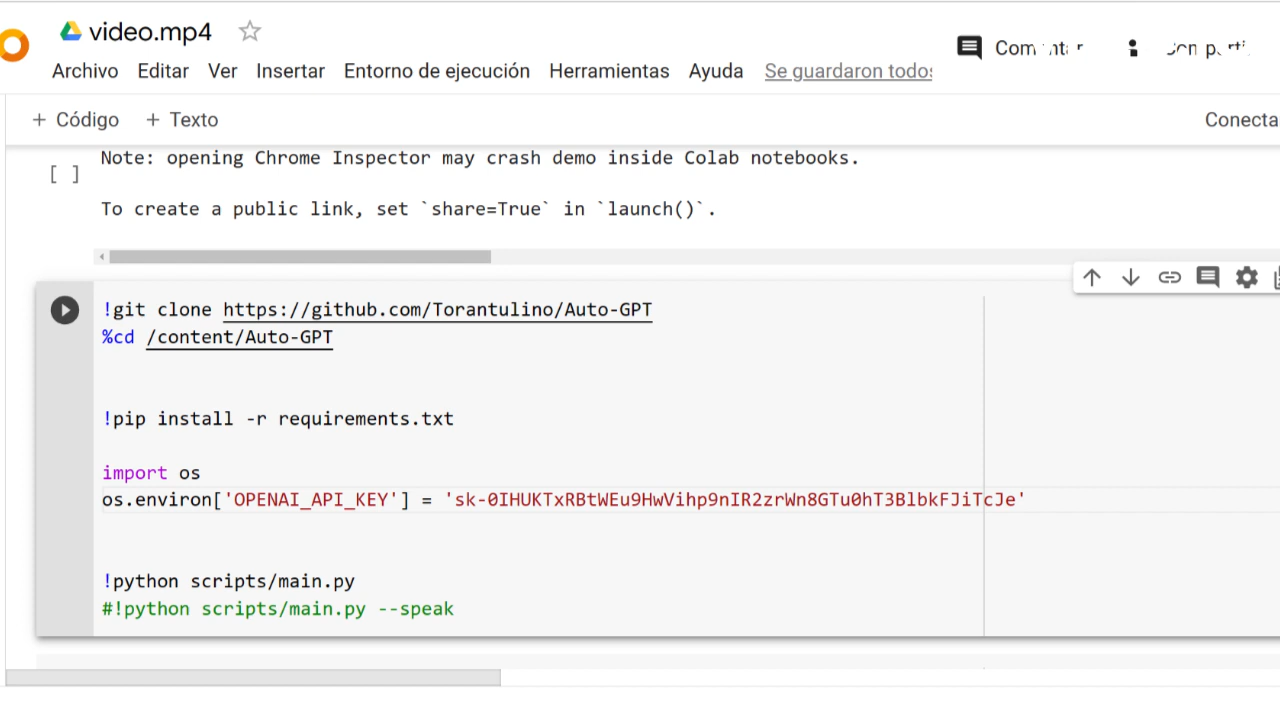 video.mp4
Archivo Editar Ver Insertar Entorno de ejecución Herramientas Ayuda Se guardaron todos
+ Código + Texto Conecta
Note: opening Chrome Inspector may crash demo inside Colab notebooks.
[ ]
To create a public link, set `share=True` in `launch()`.
!git clone https://github.com/Torantulino/Auto-GPT
%cd /content/Auto-GPT
!pip install -r requirements.txt
import os
os.environ['OPENAI_API_KEY'] = 'sk-0IHUKTxRBtWEu9HwVihp9nIR2zrWn8GTu0hT3BlbkFJiTcJe'
!python scripts/main.py
#!python scripts/main.py --speak